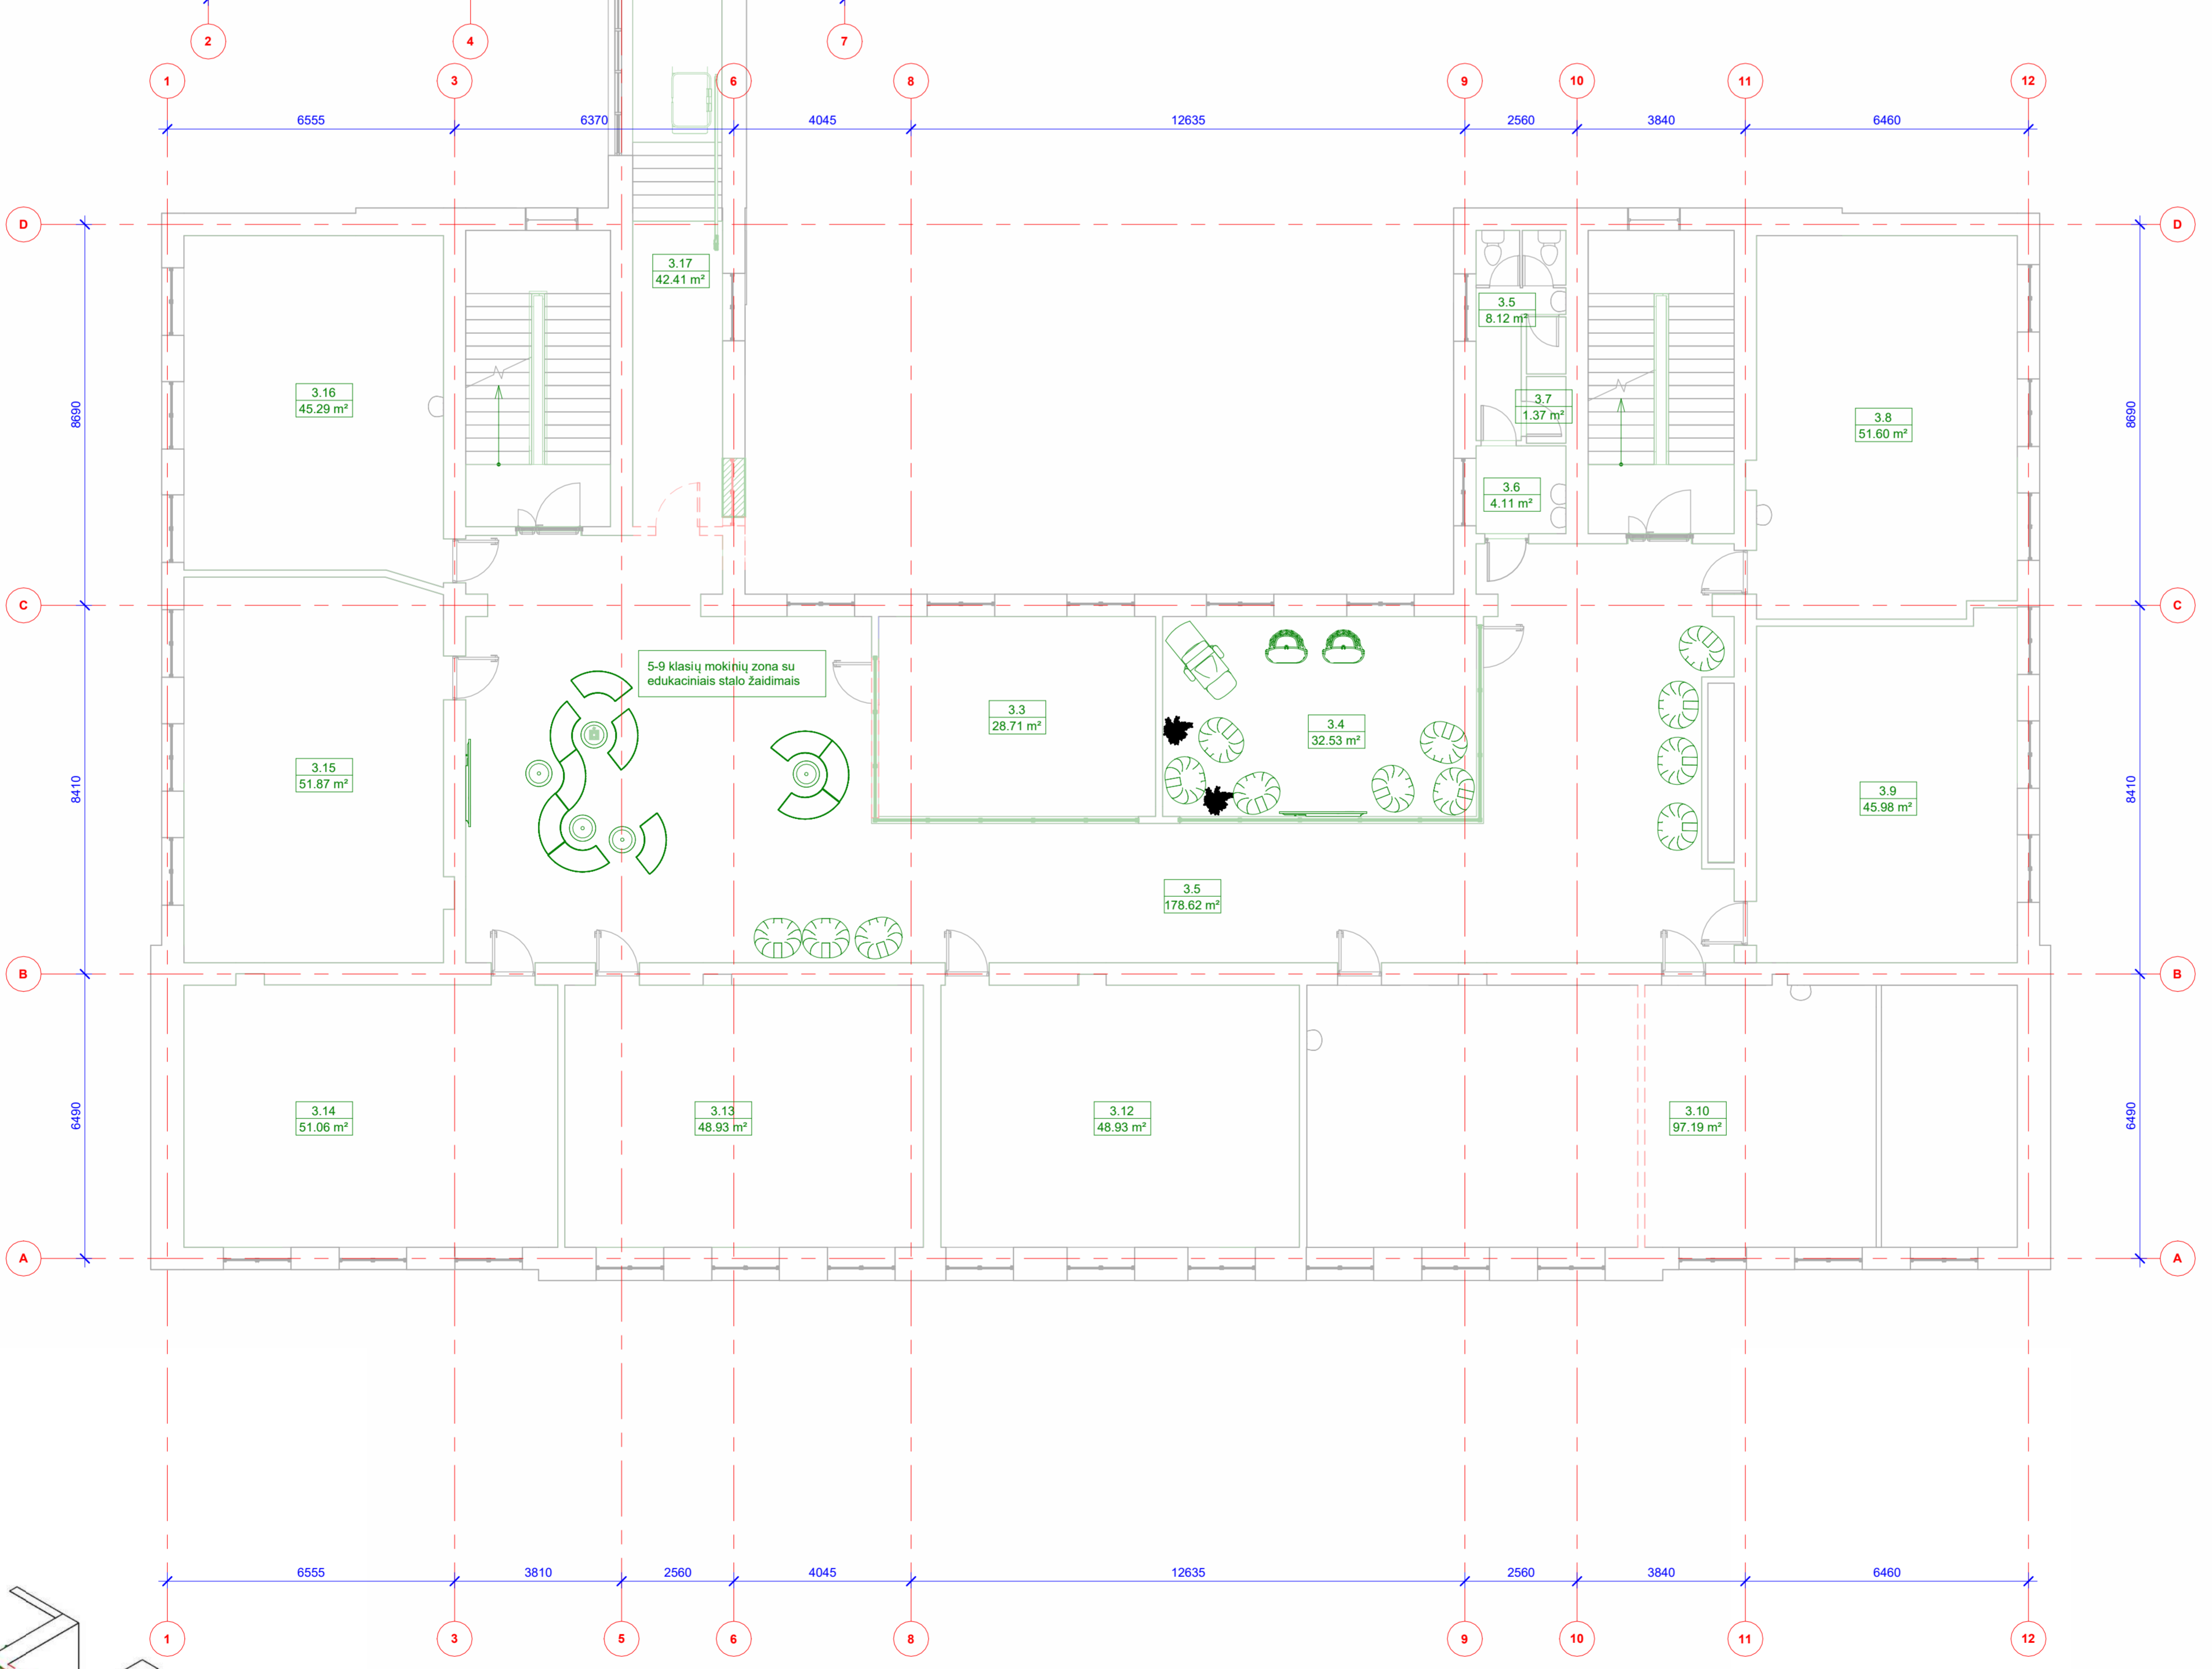 2
4
7
1
3
6
8
9
10
11
12
6555
6370
4045
12635
2560
3840
6460
D
D
3.17
42.41 m²
3.5
8.12 m²
3.16
45.29 m²
3.7
1.37 m²
3.8
51.60 m²
8690
8690
3.6
4.11 m²
C
C
5-9 klasių mokinių zona su
edukaciniais stalo žaidimais
3.3
28.71 m²
3.4
32.53 m²
3.15
51.87 m²
3.9
45.98 m²
8410
8410
3.5
178.62 m²
B
B
3.14
51.06 m²
3.13
48.93 m²
3.12
48.93 m²
3.10
97.19 m²
6490
6490
A
A
6555
3810
2560
4045
12635
2560
3840
6460
1
3
5
6
8
9
10
11
12